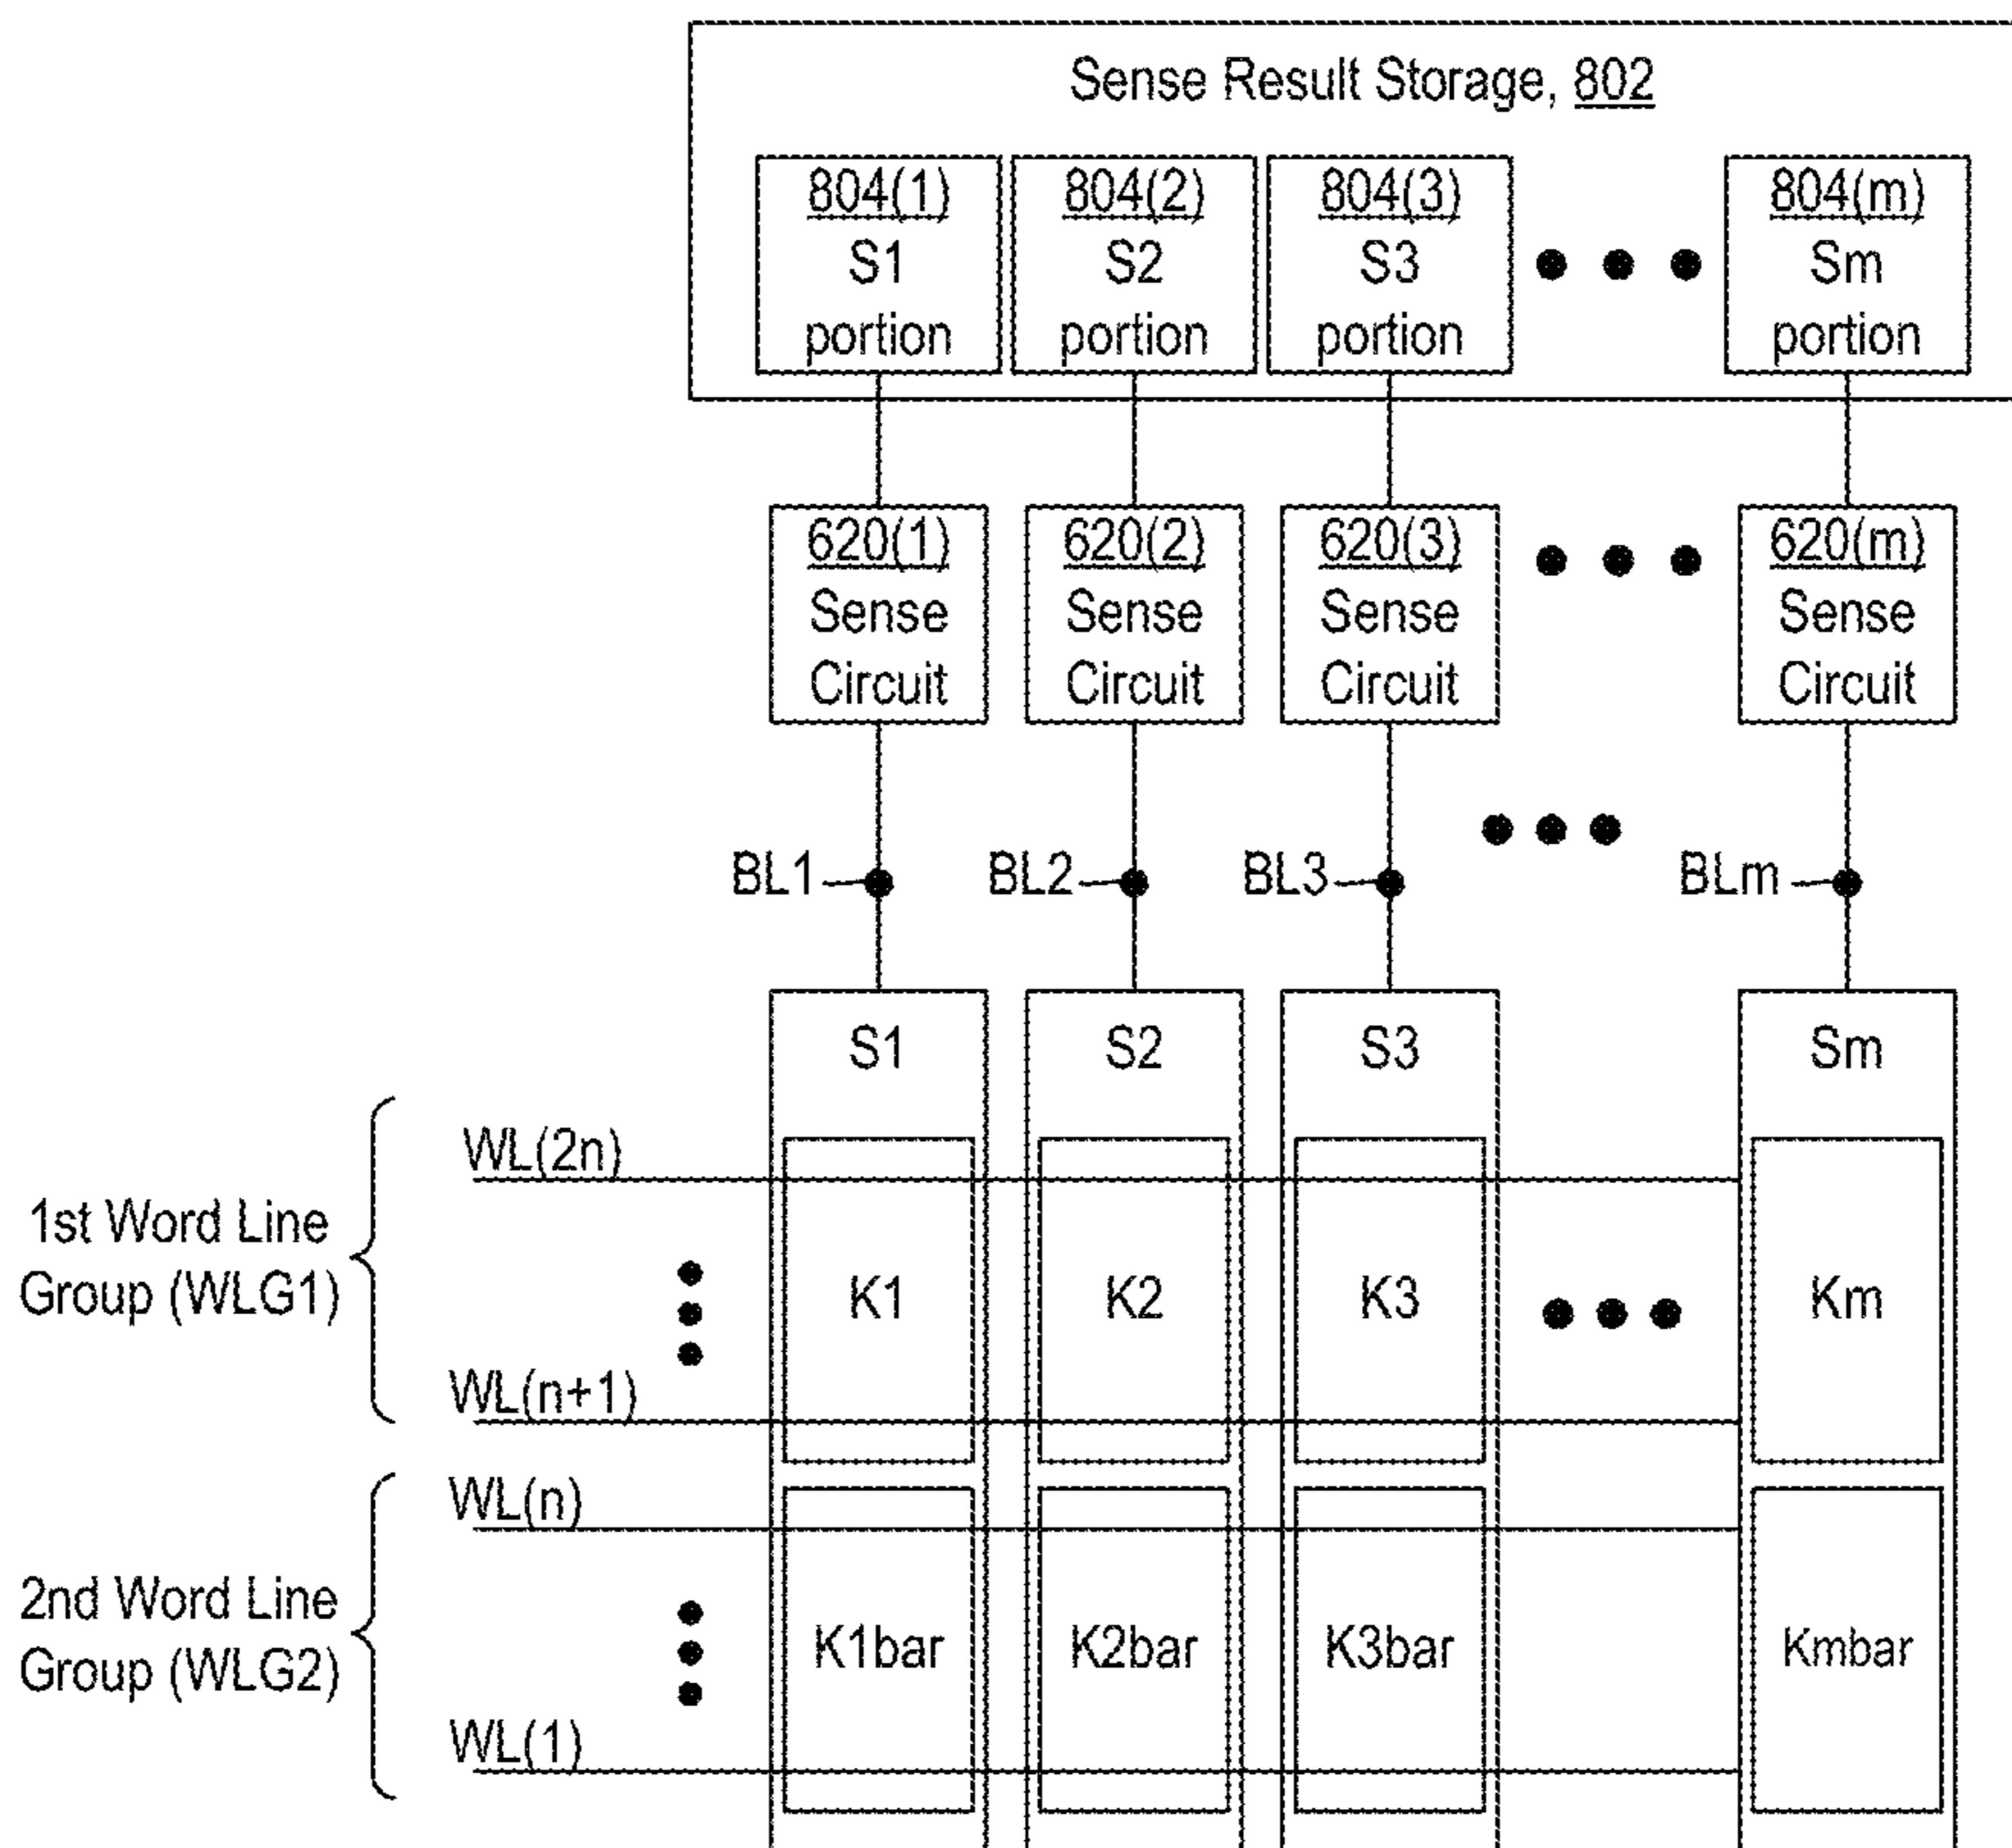 Sense Result Storage, 802
804(1) 804(2) 804(3) 804(m)
S1 S2 S3 Sm
portion portion portion portion
620(1) 620(2) 620(3) 620(m)
Sense Sense Sense Sense
Circuit Circuit Circuit Circuit
BL1 BL2 BL3 BLm
S1 S2 S3 Sm
WL(2n)
1st Word Line
Group (WLG1)
K1 K2 K3 Km
WL(n+1)
WL(n)
2nd Word Line
Group (WLG2)
K1bar K2bar K3bar Kmbar
WL(1)